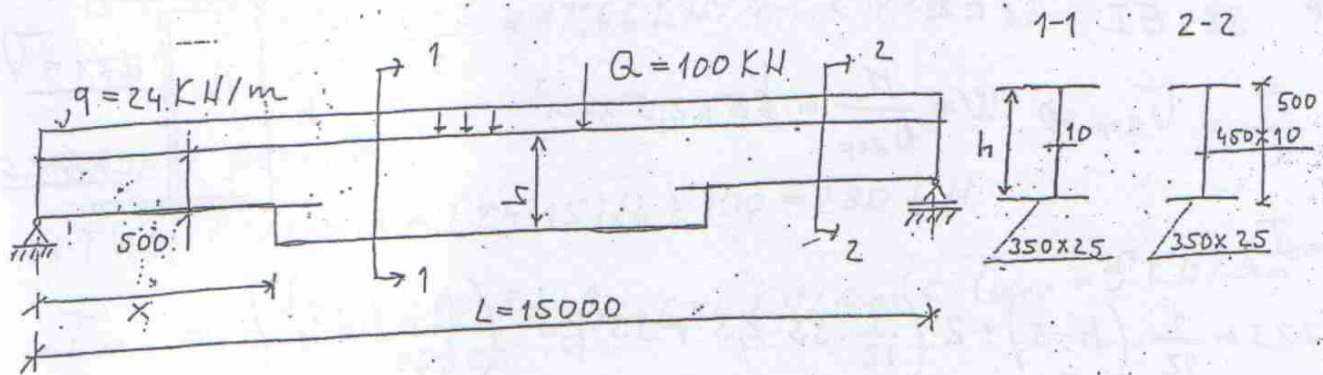 1-1 2-2
1 2
Q = 100 KH
q = 24 KH/m
500
h 10 450x10
h
500
1 2
350x25 350x25
x
L=15000